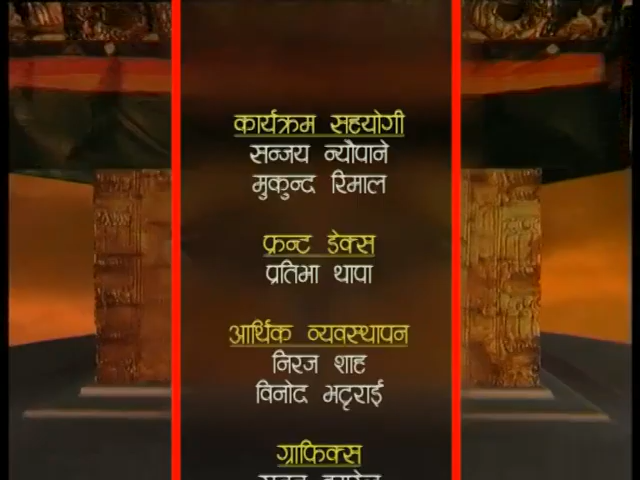 कार्यक्रम सहयोगी
सन्जय न्यौपाने
मुकुन्द रिमाल
फ्रन्ट डेक्स
प्रतिभा थापा
आर्थिक व्यवस्थापन
निरज शाह
विनोद भट्टराई
ग्राफिक्स